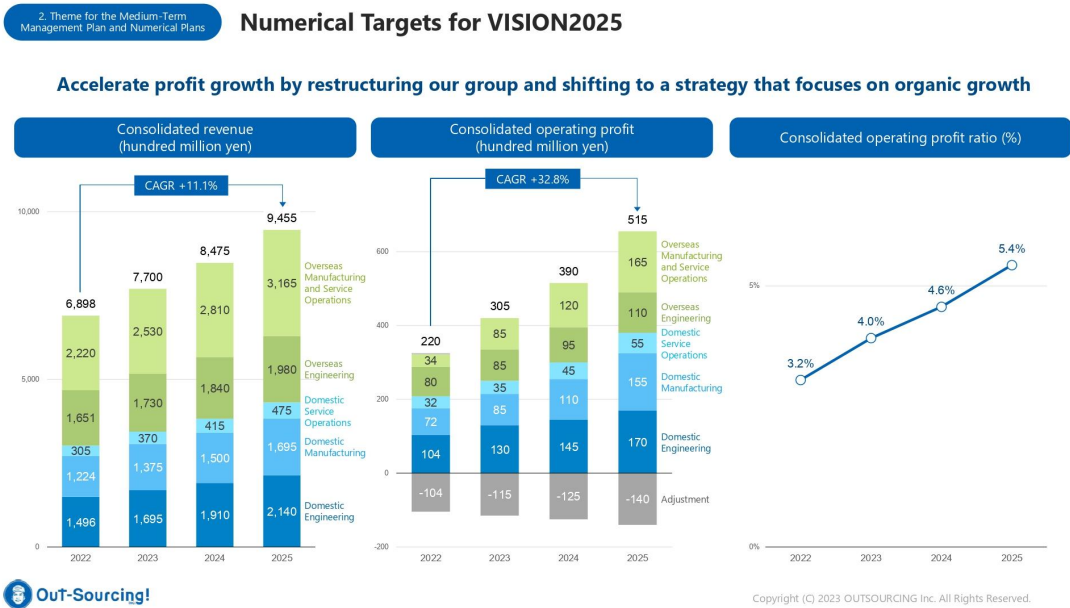 2. Theme for the Medium-Term
Management Plan and Numerical Plans
Numerical Targets for VISION2025
Accelerate profit growth by restructuring our group and shifting to a strategy that focuses on organic growth
Consolidated revenue
(hundred million yen)
CAGR +11.1%
10,000
5,000
0
6,898
2,220
1,651
305
1,224
1,496
7,700
2,530
1,730
370
1,375
1,695
8,475
2,810
1,840
415
1,500
1,910
9,455
3,165
1,980
475
1,695
2,140
Overseas
Manufacturing
and Service
Operations
Overseas
Engineering
Domestic
Service
Operations
Domestic
Manufacturing
Domestic
Engineering
2022
2023
2024
2025
Consolidated operating profit
(hundred million yen)
CAGR +32.8%
600
400
200
0
-200
220
34
80
32
72
104
-104
305
85
85
35
85
130
-115
390
120
95
45
110
145
-125
515
165
110
55
155
170
-140
Overseas
Manufacturing
and Service
Operations
Overseas
Engineering
Domestic
Service
Operations
Domestic
Manufacturing
Domestic
Engineering
Adjustment
2022
2023
2024
2025
Consolidated operating profit ratio (%)
5%
0%
3.2%
4.0%
4.6%
5.4%
2022
2023
2024
2025
OuT-Sourcing!
Copyright (C) 2023 OUTSOURCING Inc. All Rights Reserved.